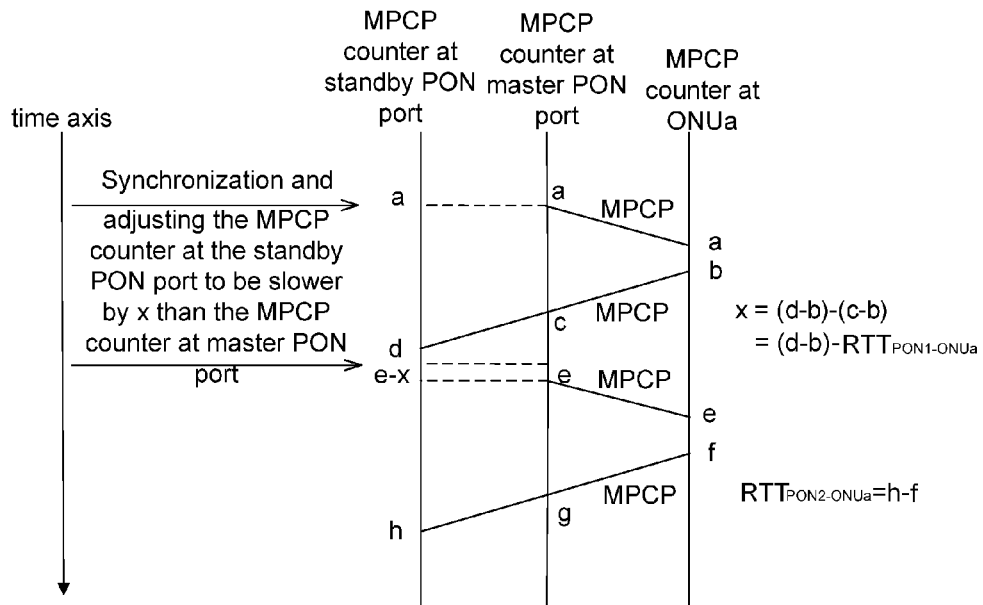 MPCP
counter at
standby PON
port
MPCP
counter at
master PON
port
MPCP
counter at
ONUa
time axis
Synchronization and
adjusting the MPCP
counter at the standby
PON port to be slower
by x than the MPCP
counter at master PON
port
a
a
MPCP
a
b
MPCP
c
d
x = (d-b)-(c-b)
= (d-b)-RTTPON1-ONUa
e-x
e
MPCP
e
f
MPCP
g
h
RTTPON2-ONUa=h-f